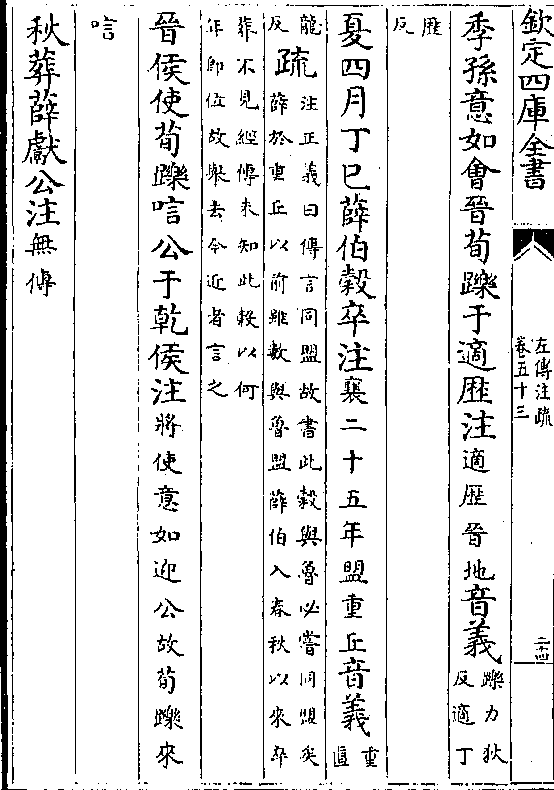 欽定四庫全書
左傳注疏
卷五十三
二十四
季孫意如會晉荀躒于適歴注適歴晉地音義躒力狄
反適丁
歴
反
夏四月丁巳薛伯穀卒注襄二十五年盟重丘音義重
直
龍
反
疏注正義曰傳言同盟故書此穀與魯必嘗同盟矣
薛於重丘以前雖數與魯盟薛伯入春秋以來卒
葬不見經傳未知此穀以何
年即位故舉去今近者言之
晉侯使荀躒唁公于乾侯注將使意如迎公故荀躒來
唁
秋葬薛獻公注無傳